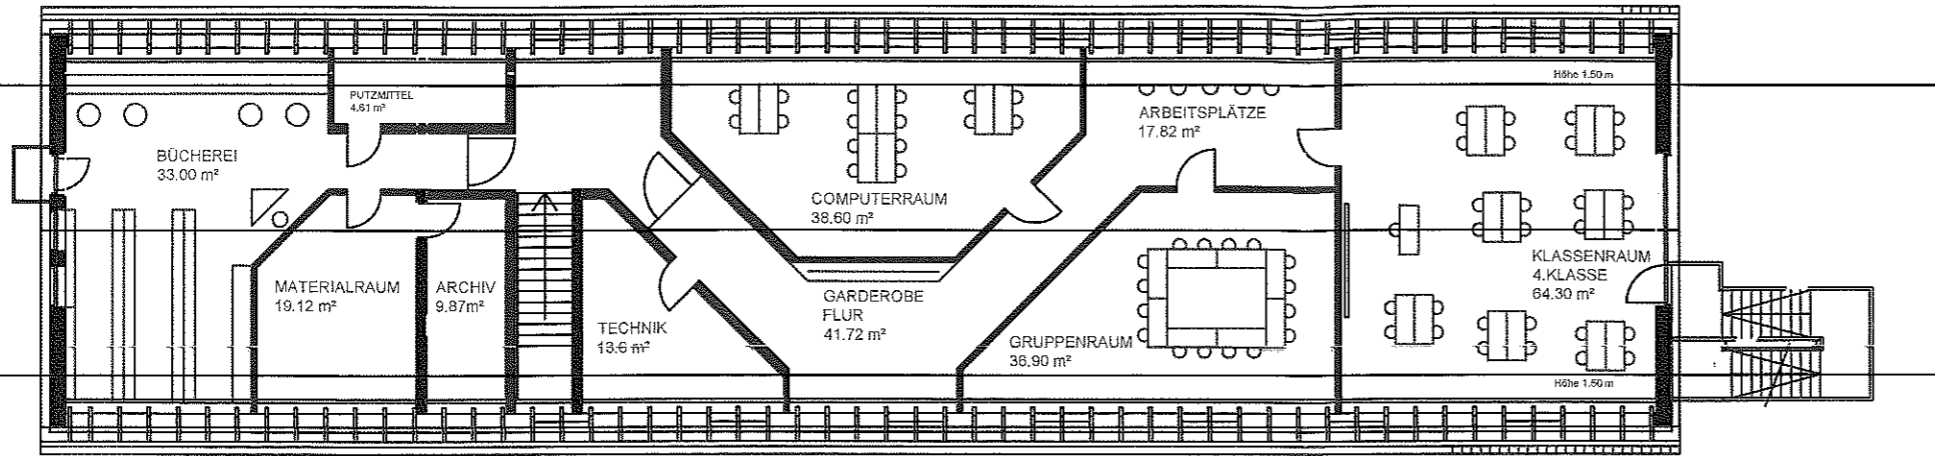 Höhe 1.50 m
PUTZMITTEL
4.61 m²
ARBEITSPLÄTZE
17.82 m²
BÜCHEREI
33.00 m²
COMPUTERRAUM
38.60 m²
KLASSENRAUM
4.KLASSE
64.30 m²
MATERIALRAUM
19.12 m²
ARCHIV
9.87m²
GARDEROBE
FLUR
41.72 m²
TECHNIK
13.6 m²
GRUPPENRAUM
36.90 m²
Höhe 1.50 m